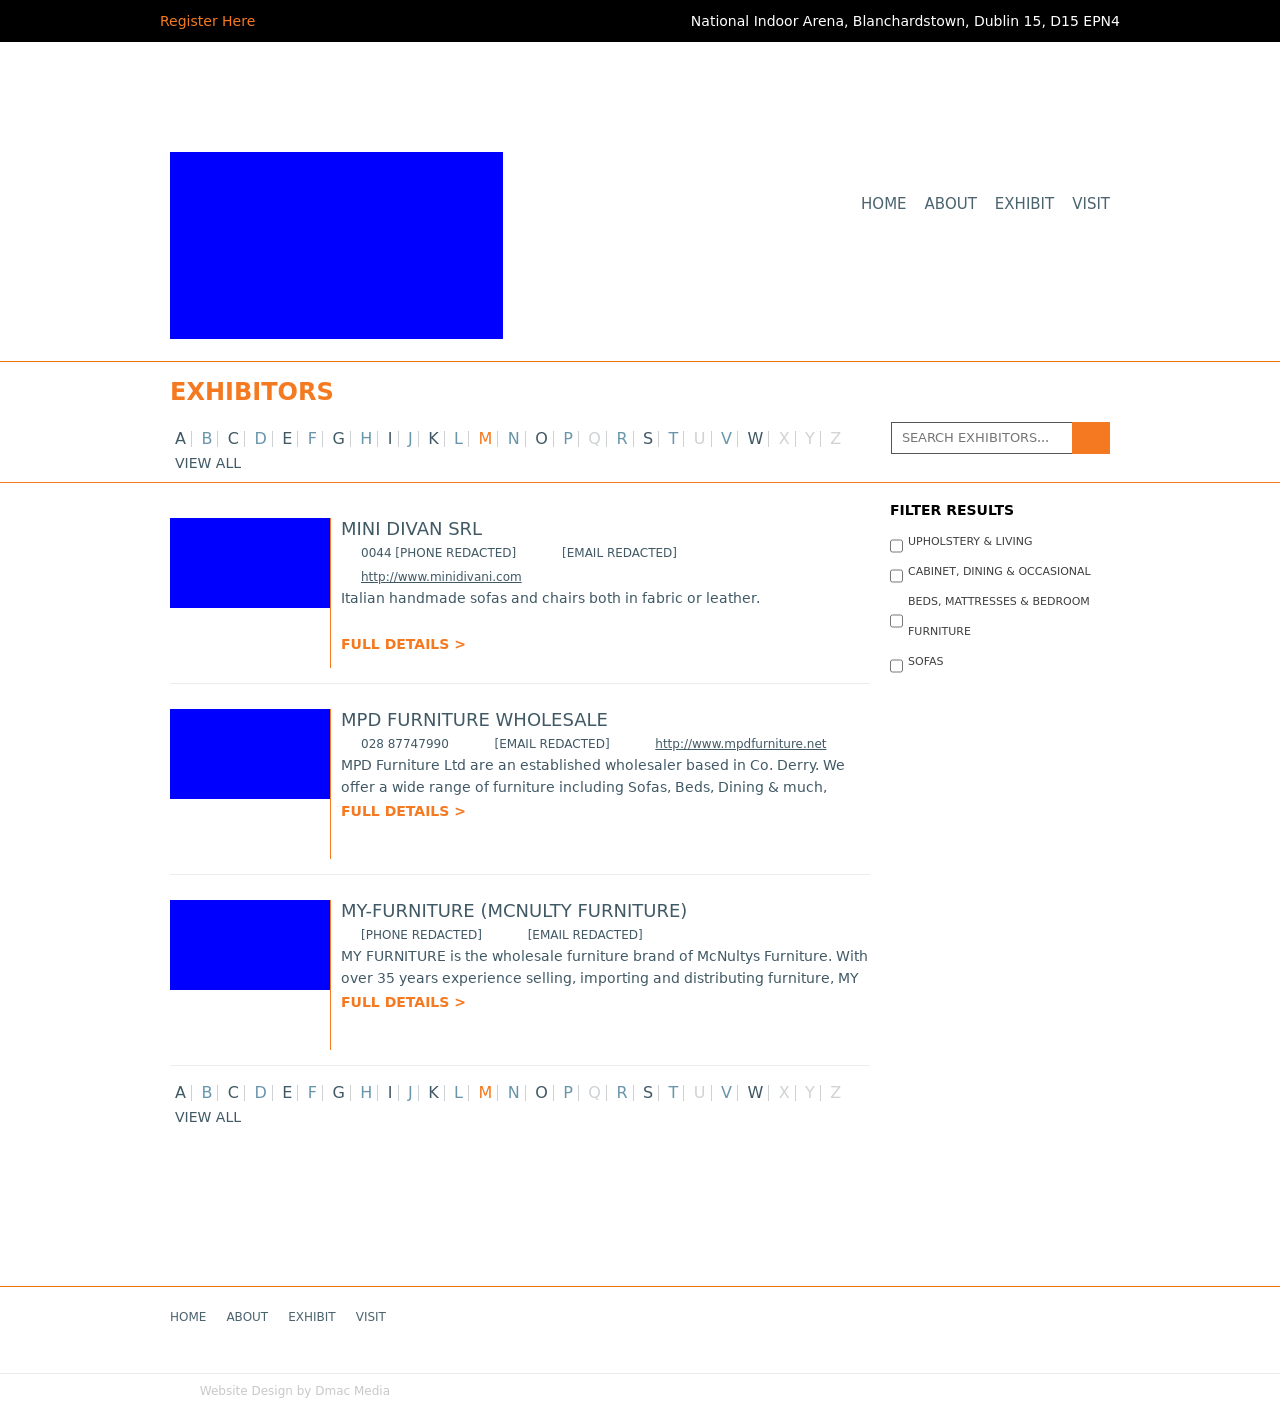 Register Here
National Indoor Arena, Blanchardstown, Dublin 15, D15 EPN4
HOME ABOUT EXHIBIT VISIT
EXHIBITORS
A B C D E F G H I J K L M N O P Q R S T U V W X Y Z
VIEW ALL
SEARCH EXHIBITORS...
MINI DIVAN SRL
0044 [PHONE REDACTED] [EMAIL REDACTED]
http://www.minidivani.com
Italian handmade sofas and chairs both in fabric or leather.
FULL DETAILS >
MPD FURNITURE WHOLESALE
028 87747990 [EMAIL REDACTED] http://www.mpdfurniture.net
MPD Furniture Ltd are an established wholesaler based in Co. Derry. We
offer a wide range of furniture including Sofas, Beds, Dining & much,
FULL DETAILS >
MY-FURNITURE (MCNULTY FURNITURE)
[PHONE REDACTED] [EMAIL REDACTED]
MY FURNITURE is the wholesale furniture brand of McNultys Furniture. With
over 35 years experience selling, importing and distributing furniture, MY
FULL DETAILS >
A B C D E F G H I J K L M N O P Q R S T U V W X Y Z
VIEW ALL
FILTER RESULTS
UPHOLSTERY & LIVING
CABINET, DINING & OCCASIONAL
BEDS, MATTRESSES & BEDROOM
FURNITURE
SOFAS
HOME ABOUT EXHIBIT VISIT
Website Design by Dmac Media